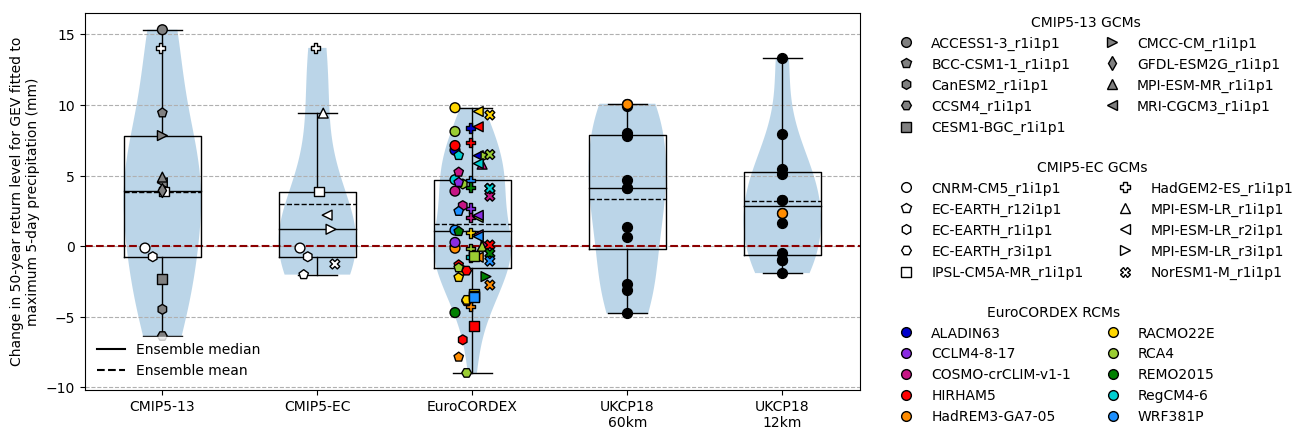 Change in 50-year return level for GEV fitted to
maximum 5-day precipitation (mm)
15
10
5
0
−5
−10
Ensemble median
Ensemble mean
CMIP5-13
CMIP5-EC
EuroCORDEX
UKCP18
60km
UKCP18
12km
CMIP5-13 GCMs
ACCESS1-3_r1i1p1
BCC-CSM1-1_r1i1p1
CanESM2_r1i1p1
CCSM4_r1i1p1
CESM1-BGC_r1i1p1
CMCC-CM_r1i1p1
GFDL-ESM2G_r1i1p1
MPI-ESM-MR_r1i1p1
MRI-CGCM3_r1i1p1
CMIP5-EC GCMs
CNRM-CM5_r1i1p1
EC-EARTH_r12i1p1
EC-EARTH_r1i1p1
EC-EARTH_r3i1p1
IPSL-CM5A-MR_r1i1p1
HadGEM2-ES_r1i1p1
MPI-ESM-LR_r1i1p1
MPI-ESM-LR_r2i1p1
MPI-ESM-LR_r3i1p1
NorESM1-M_r1i1p1
EuroCORDEX RCMs
ALADIN63
CCLM4-8-17
COSMO-crCLIM-v1-1
HIRHAM5
HadREM3-GA7-05
RACMO22E
RCA4
REMO2015
RegCM4-6
WRF381P